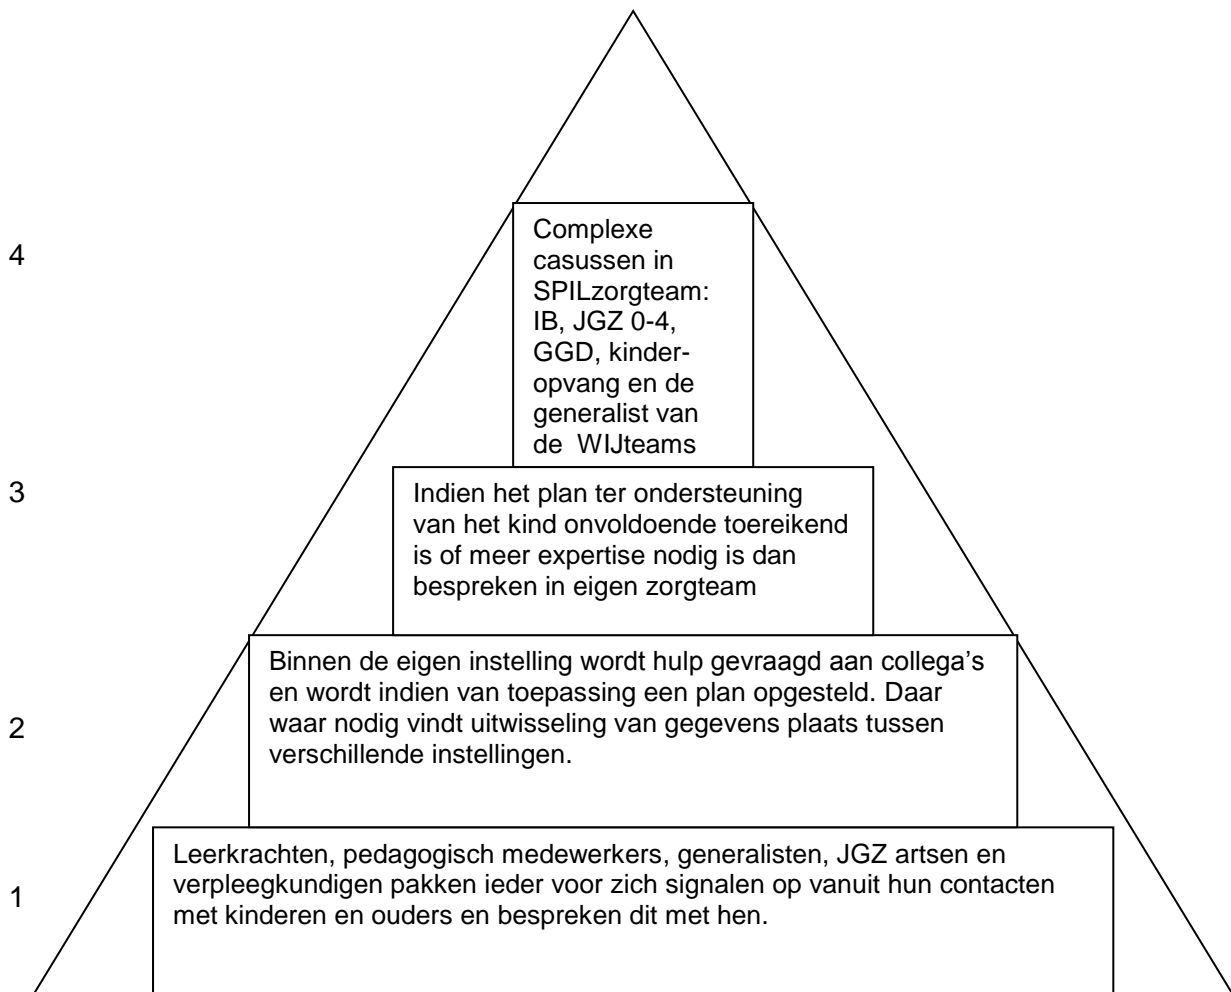 4
Complexe
casussen in
SPILzorgteam:
IB, JGZ 0-4,
GGD, kinder-
opvang en de
generalist van
de WIJteams
3
Indien het plan ter ondersteuning
van het kind onvoldoende toereikend
is of meer expertise nodig is dan
bespreken in eigen zorgteam
2
Binnen de eigen instelling wordt hulp gevraagd aan collega's
en wordt indien van toepassing een plan opgesteld. Daar
waar nodig vindt uitwisseling van gegevens plaats tussen
verschillende instellingen.
1
Leerkrachten, pedagogisch medewerkers, generalisten, JGZ artsen en
verpleegkundigen pakken ieder voor zich signalen op vanuit hun contacten
met kinderen en ouders en bespreken dit met hen.